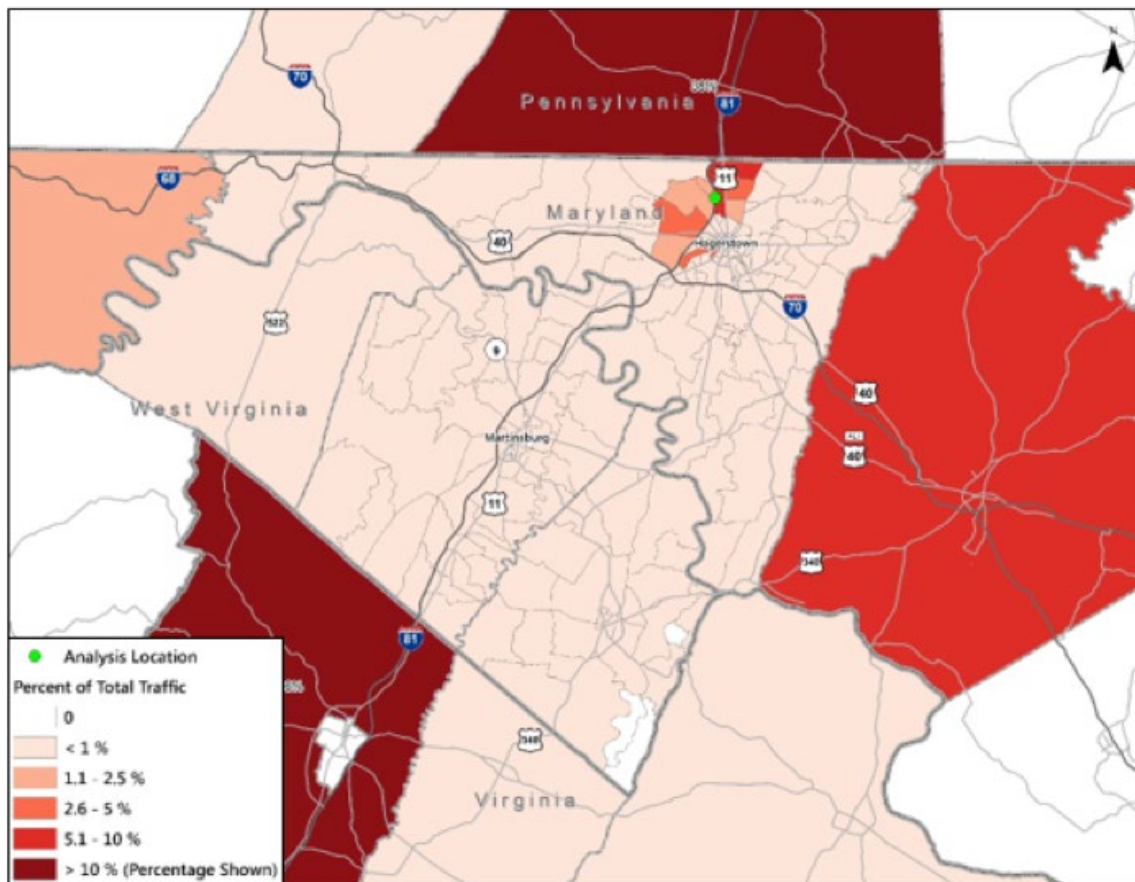 N
70
38%
Pennsylvania
81
68
11
Maryland
40
Hagerstown
70
522
9
40
West Virginia
40
Martinsburg
11
340
81
Analysis Location
Percent of Total Traffic
0
< 1 %
1.1 - 2.5 %
2.6 - 5 %
5.1 - 10 %
> 10 % (Percentage Shown)
340
Virginia